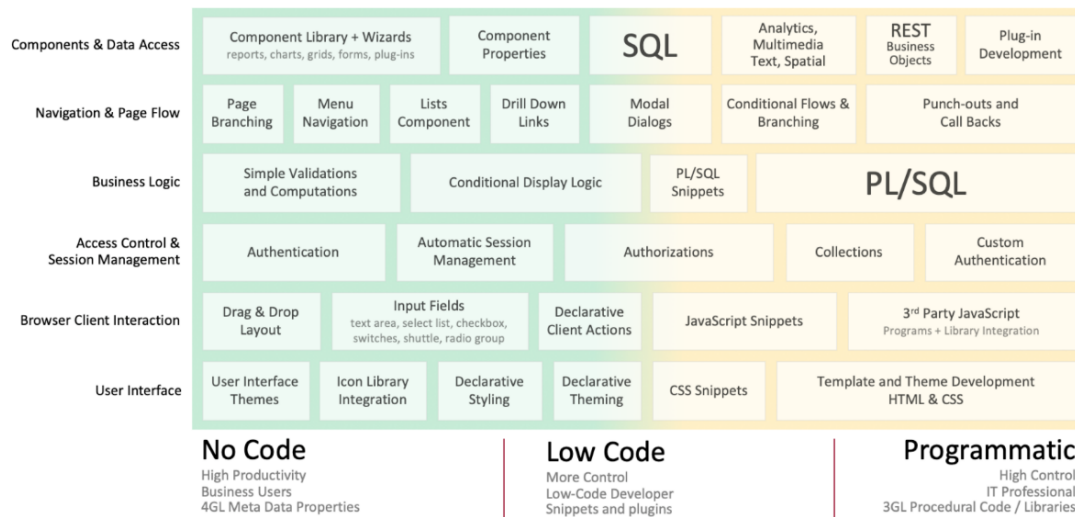 Components & Data Access
Component Library + Wizards
reports, charts, grids, forms, plug-ins
Component
Properties
SQL
Analytics,
Multimedia
Text, Spatial
REST
Business
Objects
Plug-in
Development
Navigation & Page Flow
Page
Branching
Menu
Navigation
Lists
Component
Drill Down
Links
Modal
Dialogs
Conditional Flows &
Branching
Punch-outs and
Call Backs
Business Logic
Simple Validations
and Computations
Conditional Display Logic
PL/SQL
Snippets
PL/SQL
Access Control &
Session Management
Authentication
Automatic Session
Management
Authorizations
Collections
Custom
Authentication
Browser Client Interaction
Drag & Drop
Layout
Input Fields
text area, select list, checkbox,
switches, shuttle, radio group
Declarative
Client Actions
JavaScript Snippets
3rd Party JavaScript
Programs + Library Integration
User Interface
User Interface
Themes
Icon Library
Integration
Declarative
Styling
Declarative
Theming
CSS Snippets
Template and Theme Development
HTML & CSS
No Code
High Productivity
Business Users
4GL Meta Data Properties
Low Code
More Control
Low-Code Developer
Snippets and plugins
Programmatic
High Control
IT Professional
3GL Procedural Code / Libraries